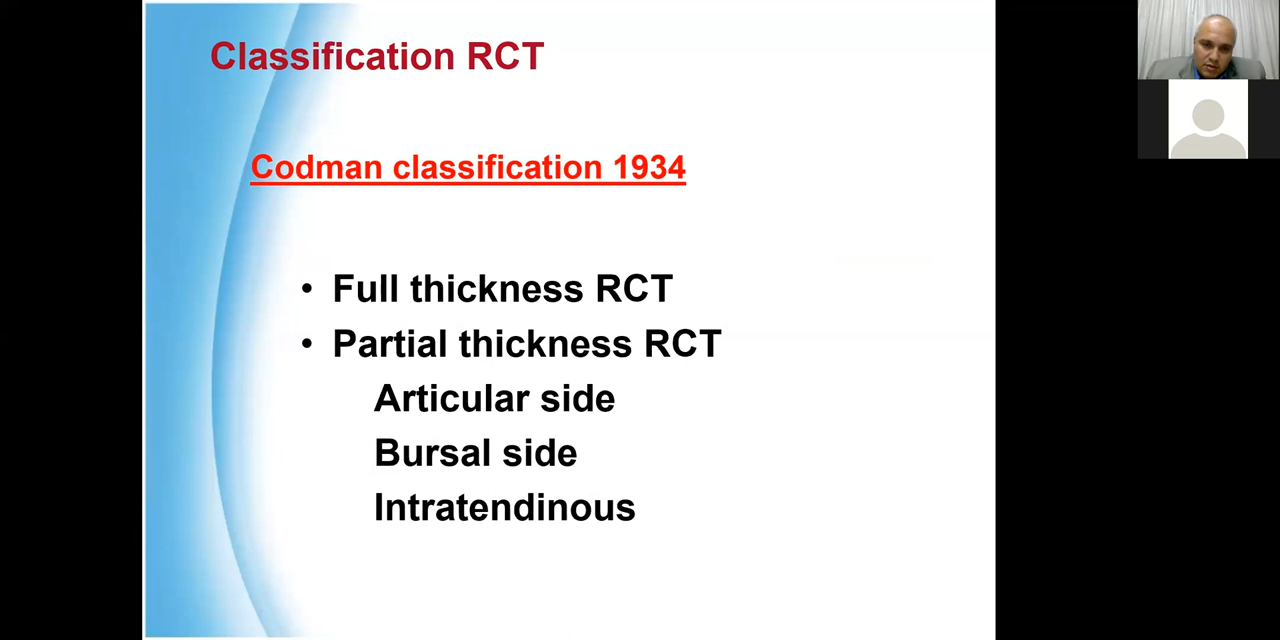 Classification RCT
Codman classification 1934
• Full thickness RCT
• Partial thickness RCT
Articular side
Bursal side
Intratendinous